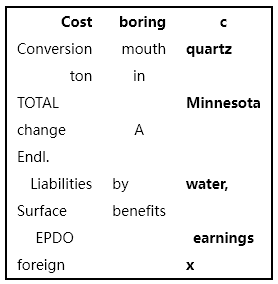 Cost boring c
Conversion mouth quartz
ton in
TOTAL Minnesota
change A
Endl.
Liabilities by water,
Surface benefits
EPDO earnings
foreign x